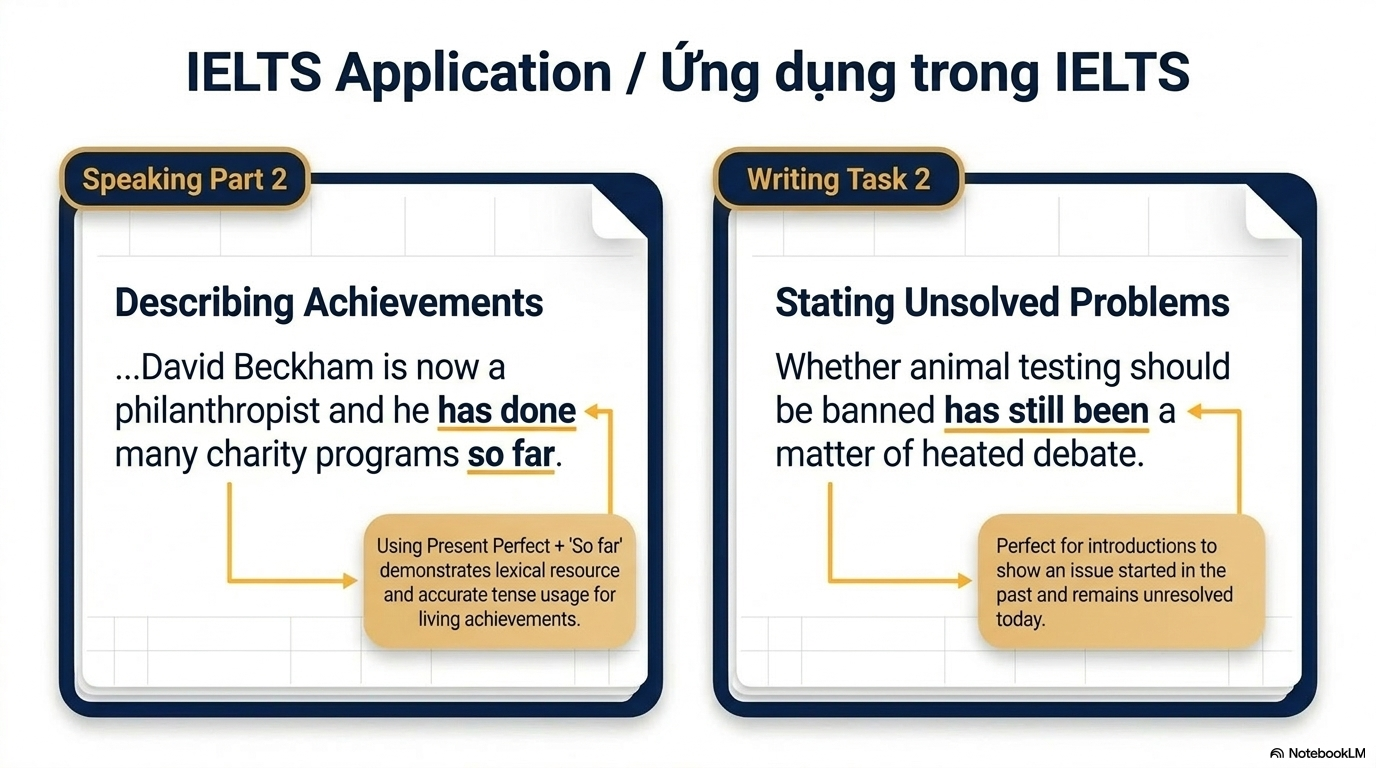 IELTS Application / Ứng dụng trong IELTS
Speaking Part 2
Describing Achievements
...David Beckham is now a
philanthropist and he has done
many charity programs so far.
Using Present Perfect + 'So far'
demonstrates lexical resource
and accurate tense usage for
living achievements.
Writing Task 2
Stating Unsolved Problems
Whether animal testing should
be banned has still been a
matter of heated debate.
Perfect for introductions to
show an issue started in the
past and remains unresolved
today.
NotebookLM